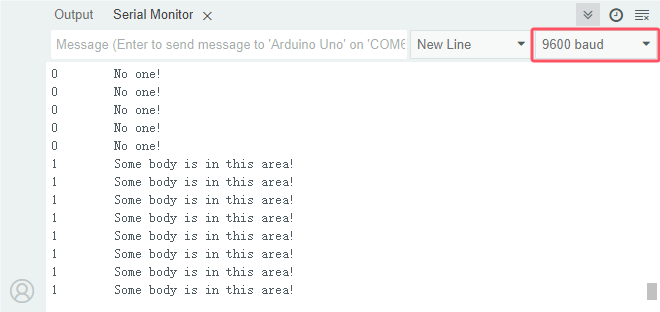 Output Serial Monitor
Message (Enter to send message to 'Arduino Uno' on 'COM6 New Line 9600 baud
0 No one!
0 No one!
0 No one!
0 No one!
0 No one!
1 Some body is in this area!
1 Some body is in this area!
1 Some body is in this area!
1 Some body is in this area!
1 Some body is in this area!
1 Some body is in this area!
1 Some body is in this area!
1 Some body is in this area!